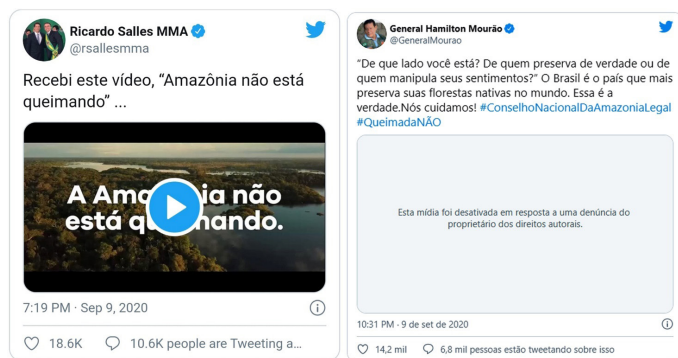 Ricardo Salles MMA
@rsallesmma
Recebi este vídeo, “Amazônia não está
queimando” ...
A Ama   ia não
está qu   mando.
7:19 PM · Sep 9, 2020
18.6K 10.6K people are Tweeting a...
General Hamilton Mourão
@GeneralMourao
“De que lado você está? De quem preserva de verdade ou de
quem manipula seus sentimentos?” O Brasil é o país que mais
preserva suas florestas nativas no mundo. Essa é a
verdade.Nós cuidamos! #ConselhoNacionalDaAmazoniaLegal
#QueimadaNÃO
Esta mídia foi desativada em resposta a uma denúncia do
proprietário dos direitos autorais.
10:31 PM · 9 de set de 2020
14,2 mil 6,8 mil pessoas estão tweetando sobre isso